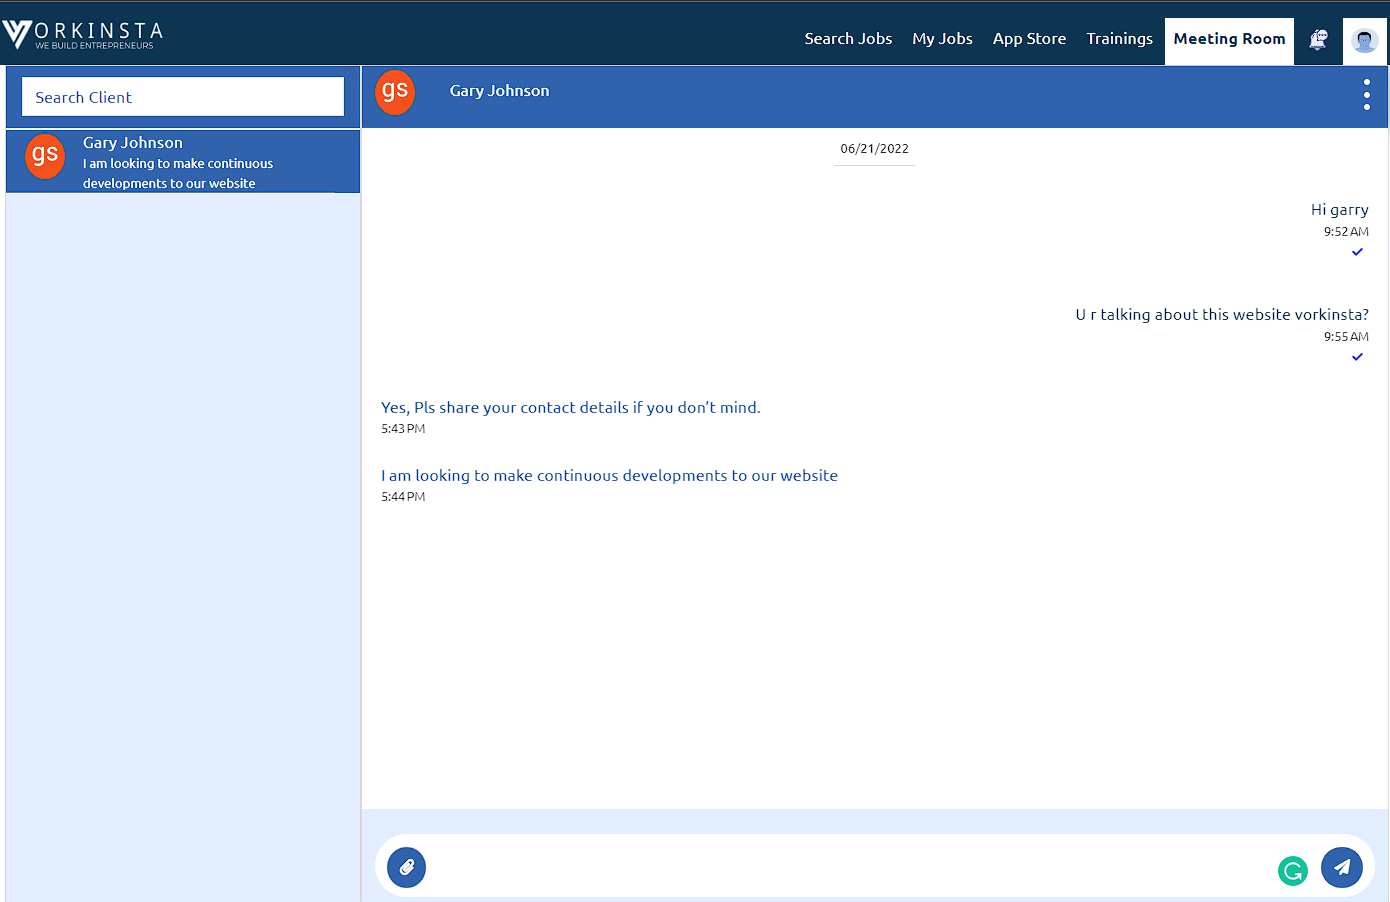 VORKINSTA
WE BUILD ENTREPRENEURS
Search Jobs My Jobs App Store Trainings Meeting Room
Search Client
gs Gary Johnson
I am looking to make continuous
developments to our website
gs Gary Johnson
06/21/2022
Hi garry
9:52 AM
U r talking about this website vorkinsta?
9:55 AM
Yes, Pls share your contact details if you don’t mind.
5:43 PM
I am looking to make continuous developments to our website
5:44 PM